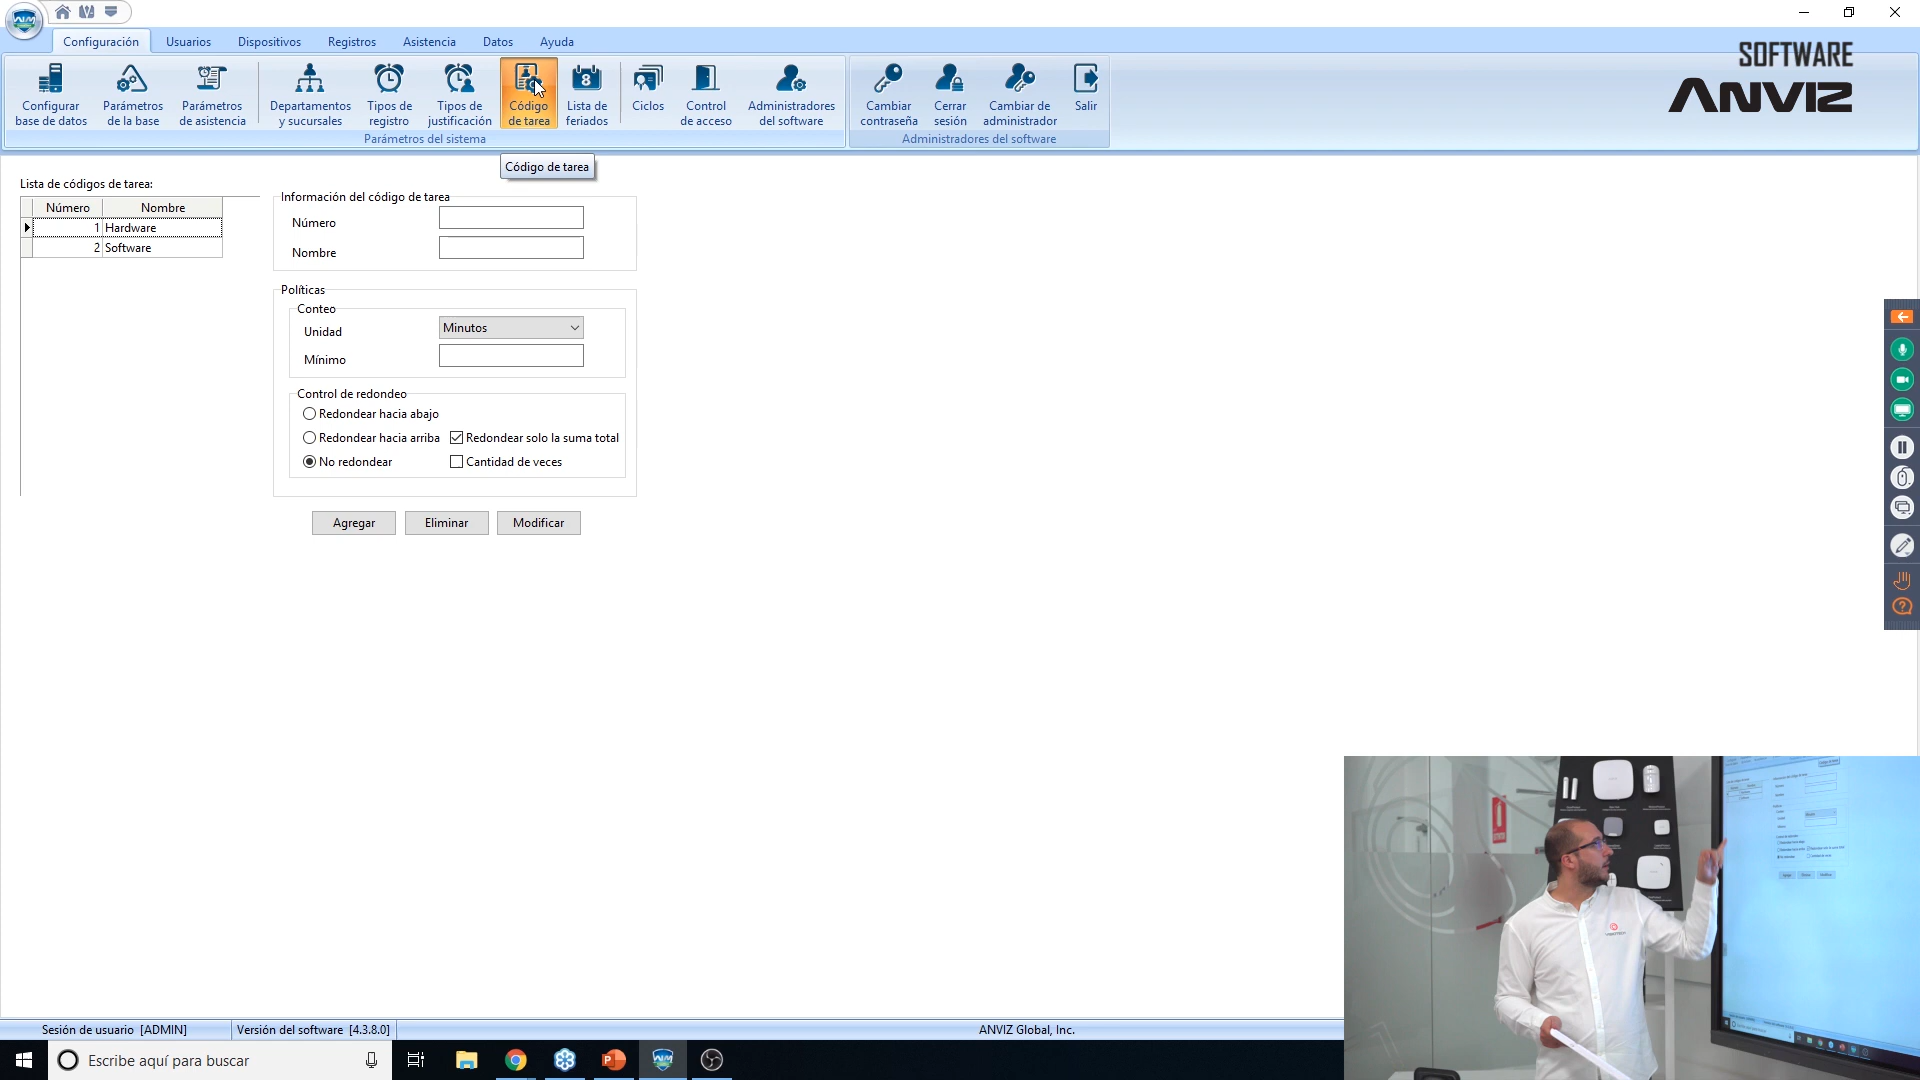 Configuración
Usuarios
Dispositivos
Registros
Asistencia
Datos
Ayuda
SOFTWARE
ANVIZ
Configurar
base de datos
Parámetros
de la base
Parámetros
de asistencia
Departamentos
y sucursales
Tipos de
registro
Tipos de
justificación
Código
de tarea
8
Lista de
feriados
Ciclos
Control
de acceso
Administradores
del software
Cambiar
contraseña
Cerrar
sesión
Cambiar de
administrador
Salir
Parámetros del sistema
Administradores del software
Código de tarea
Lista de códigos de tarea:
Número Nombre
1 Hardware
2 Software
Información del código de tarea
Número
Nombre
Políticas
Conteo
Unidad Minutos
Mínimo
Control de redondeo
Redondear hacia abajo
Redondear hacia arriba Redondear solo la suma total
No redondear Cantidad de veces
Agregar Eliminar Modificar
Sesión de usuario [ADMIN] Versión del software [4.3.8.0] ANVIZ Global, Inc.
Escribe aquí para buscar